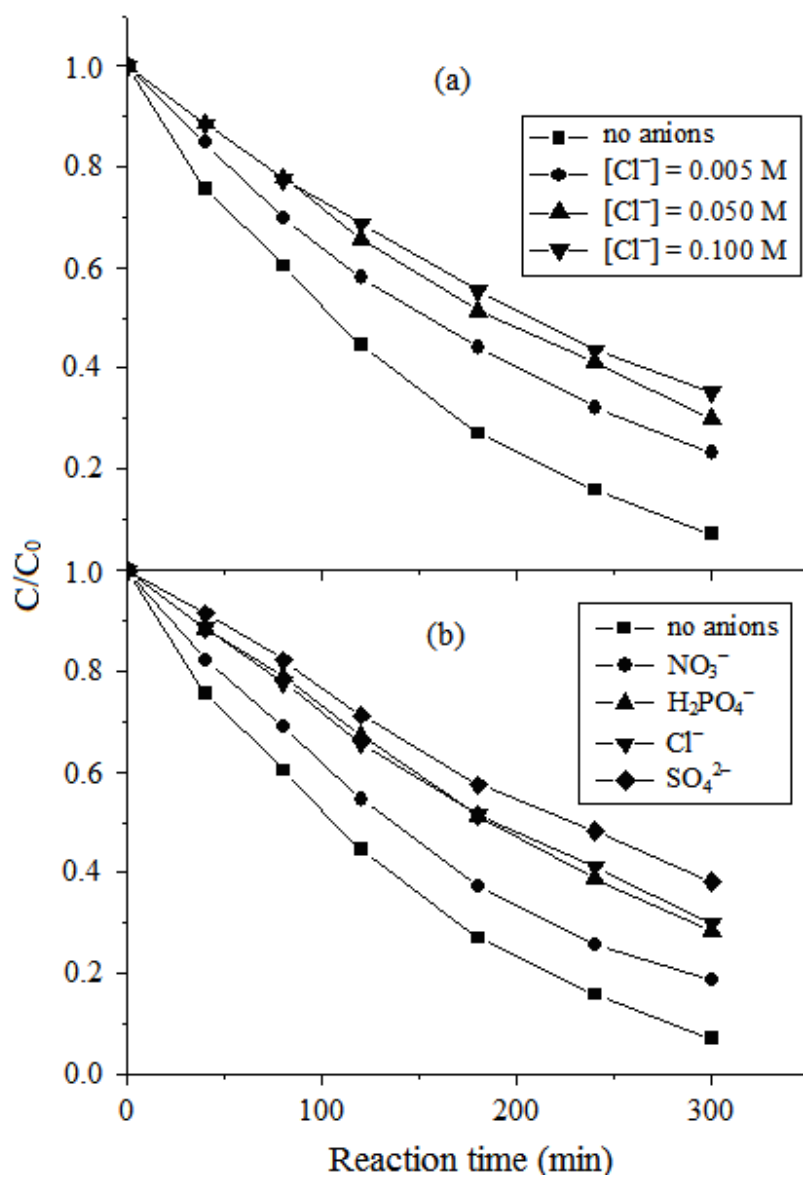 (a)
no anions
[Cl⁻] = 0.005 M
[Cl⁻] = 0.050 M
[Cl⁻] = 0.100 M
1.0
0.8
0.6
0.4
0.2
C/C₀
(b)
no anions
NO₃⁻
H₂PO₄⁻
Cl⁻
SO₄²⁻
1.0
0.8
0.6
0.4
0.2
0.0
0 100 200 300
Reaction time (min)